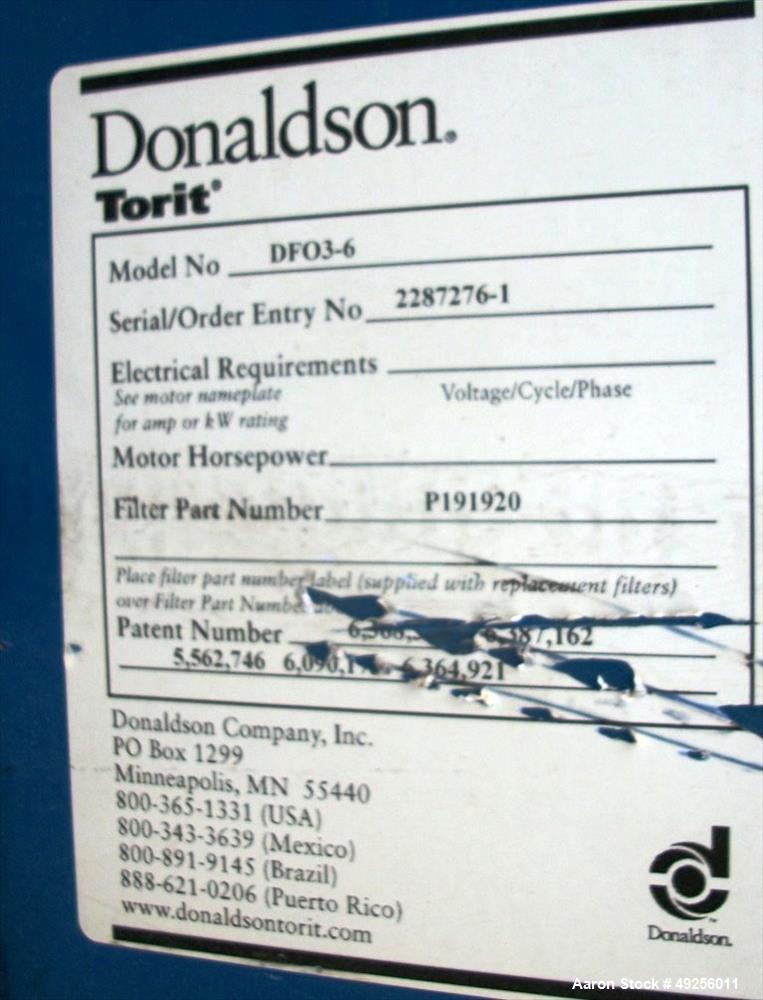 Donaldson.®
Torit®
Model No DFO3-6
Serial/Order Entry No 2287276-1
Electrical Requirements
See motor nameplate Voltage/Cycle/Phase
for amp or kW rating
Motor Horsepower
Filter Part Number P191920
Place filter part number label (supplied with replacement filters)
over Filter Part Number
Patent Number
5,562,746 6,364,921
Donaldson Company, Inc.
PO Box 1299
Minneapolis, MN 55440
800-365-1331 (USA)
800-343-3639 (Mexico)
800-891-9145 (Brazil)
888-621-0206 (Puerto Rico)
www.donaldsontorit.com
Donaldson.
Aaron Stock # 49256011